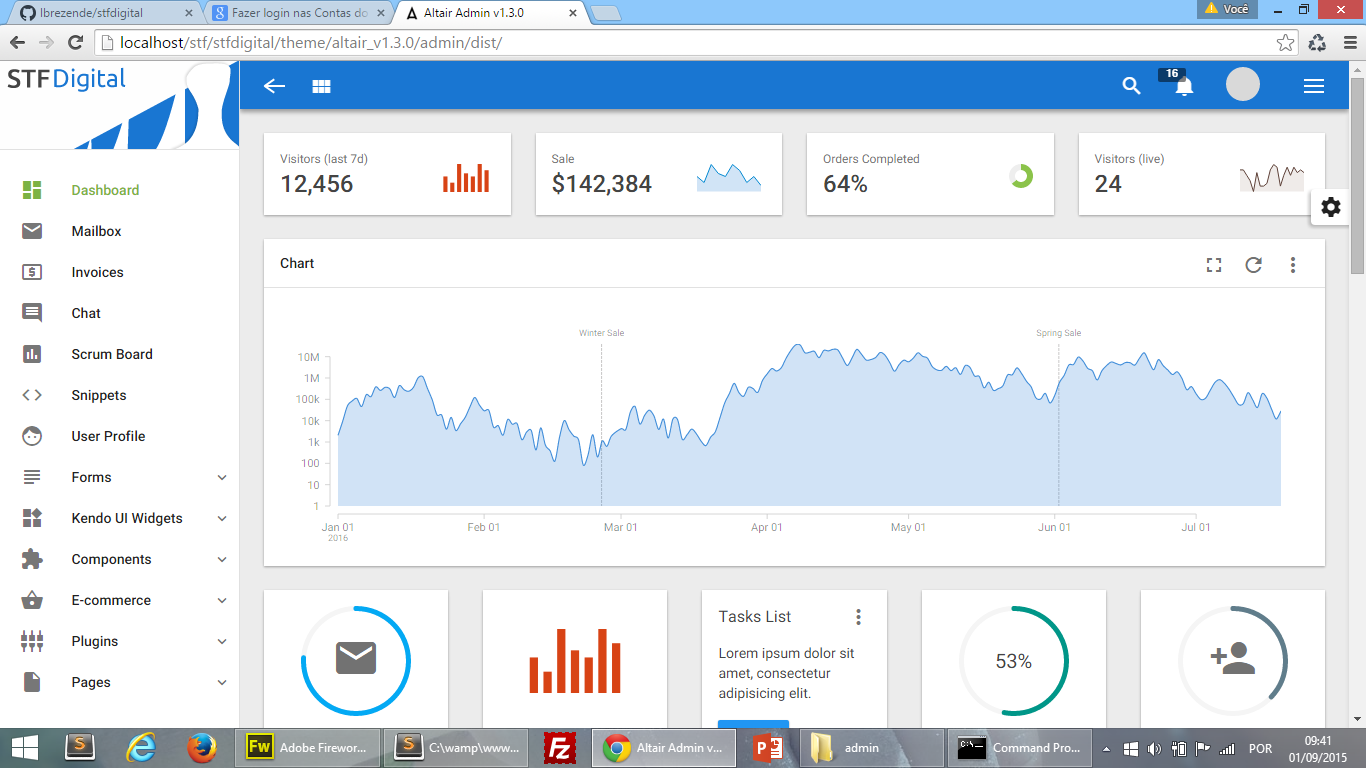 lbrezende/stfdigital
Fazer login nas Contas do
Altair Admin v1.3.0
Você
localhost/stf/stfdigital/theme/altair_v1.3.0/admin/dist/
STFDigital
16
Dashboard
Mailbox
Invoices
Chat
Scrum Board
Snippets
User Profile
Forms
Kendo UI Widgets
Components
E-commerce
Plugins
Pages
Visitors (last 7d)
12,456
Sale
$142,384
Orders Completed
64%
Visitors (live)
24
Chart
Winter Sale
Spring Sale
10M
1M
100k
10k
1k
100
10
1
Jan 01
2016
Feb 01
Mar 01
Apr 01
May 01
Jun 01
Jul 01
Tasks List
Lorem ipsum dolor sit
amet, consectetur
adipisicing elit.
53%
Adobe Firewor...
C:\wamp\www...
Altair Admin v...
admin
Command Pro...
POR
09:41
01/09/2015